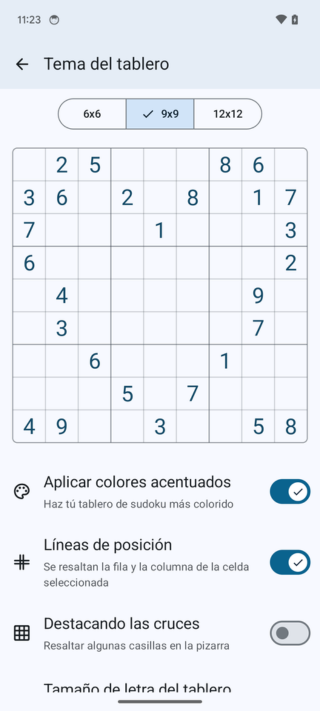 11:23
Tema del tablero
6x6 9x9 12x12
2 5 8 6
3 6 2 8 1 7
7 1 3
6 2
4 9
3 7
6 1
5 7
4 9 3 5 8
Aplicar colores acentuados
Haz tú tablero de sudoku más colorido
Líneas de posición
Se resaltan la fila y la columna de la celda
seleccionada
Destacando las cruces
Resaltar algunas casillas en la pizarra
Tamaño de letra del tablero